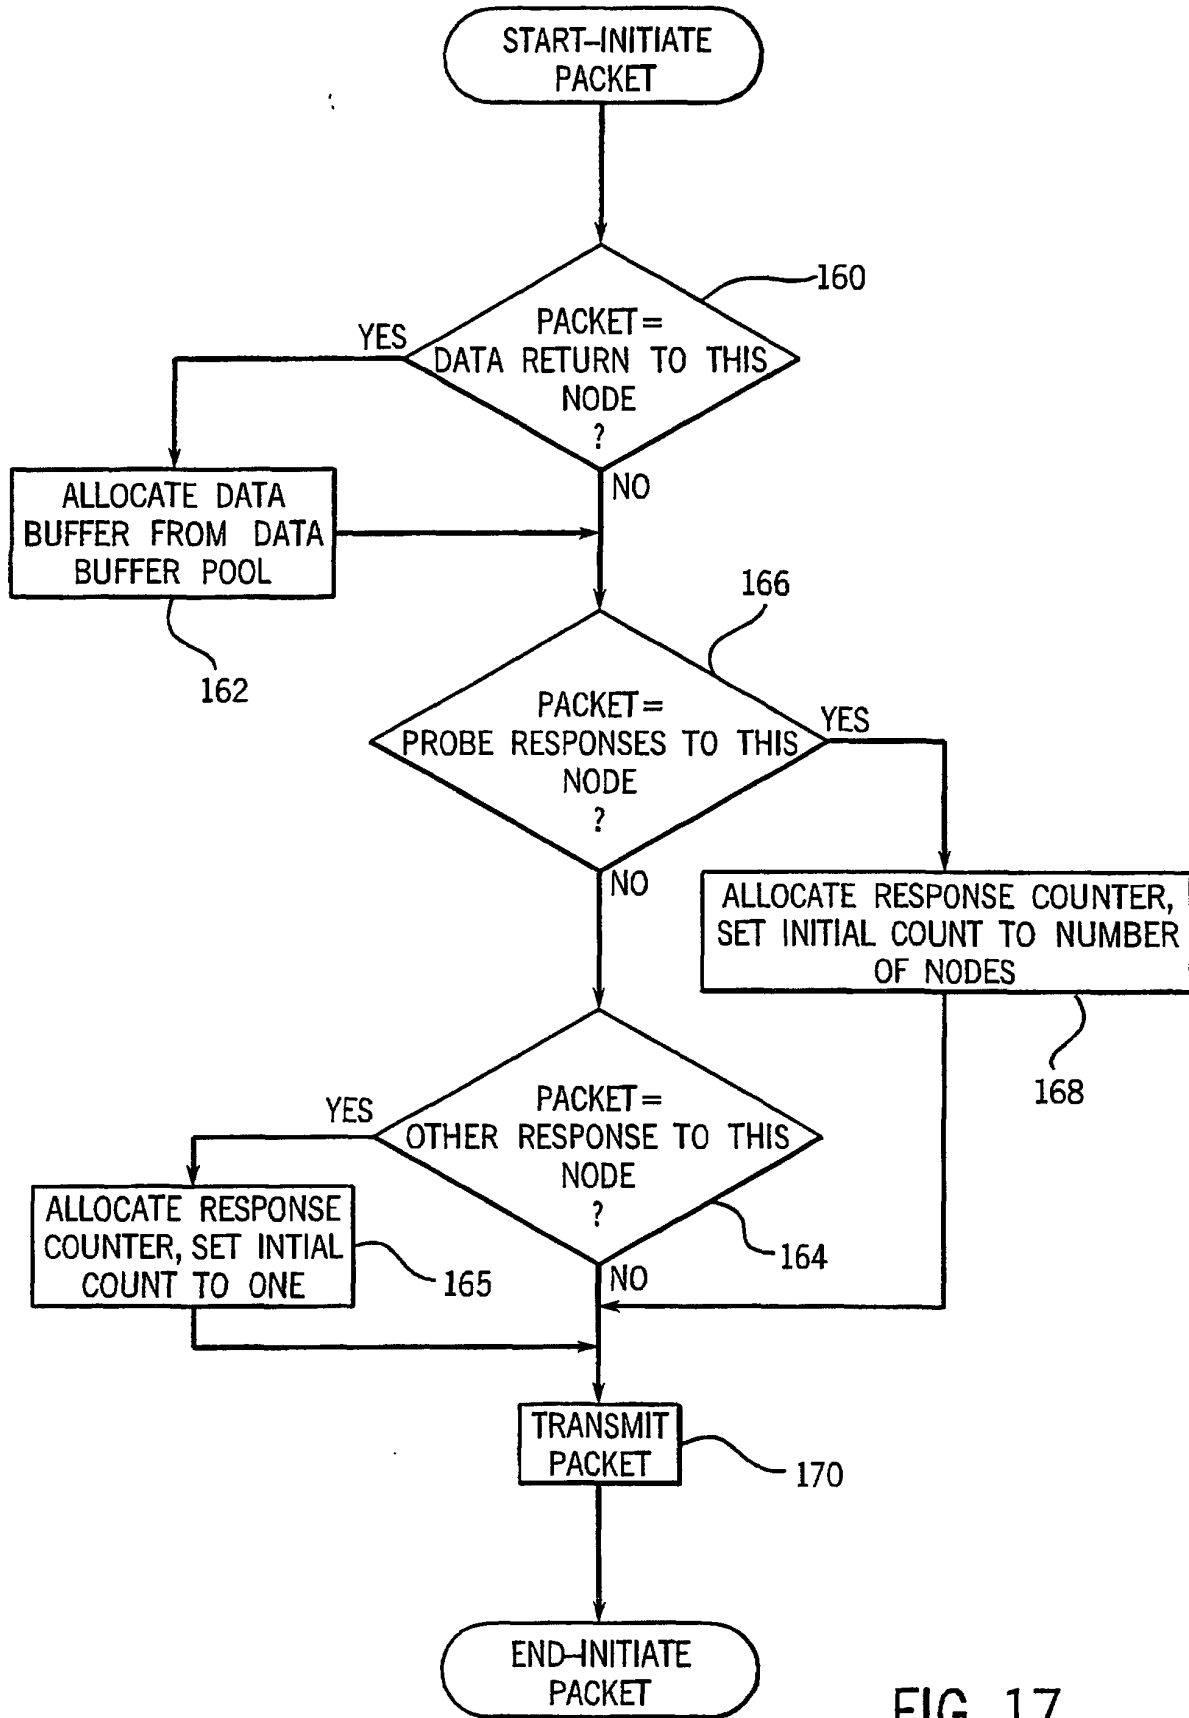 START-INITIATE
PACKET
160
PACKET=
DATA RETURN TO THIS
NODE
?
YES
NO
ALLOCATE DATA
BUFFER FROM DATA
BUFFER POOL
162
166
PACKET=
PROBE RESPONSES TO THIS
NODE
?
YES
NO
ALLOCATE RESPONSE COUNTER,
SET INITIAL COUNT TO NUMBER
OF NODES
168
PACKET=
OTHER RESPONSE TO THIS
NODE
?
YES
164
NO
ALLOCATE RESPONSE
COUNTER, SET INTIAL
COUNT TO ONE
165
TRANSMIT
PACKET
170
END-INITIATE
PACKET
FIG. 17